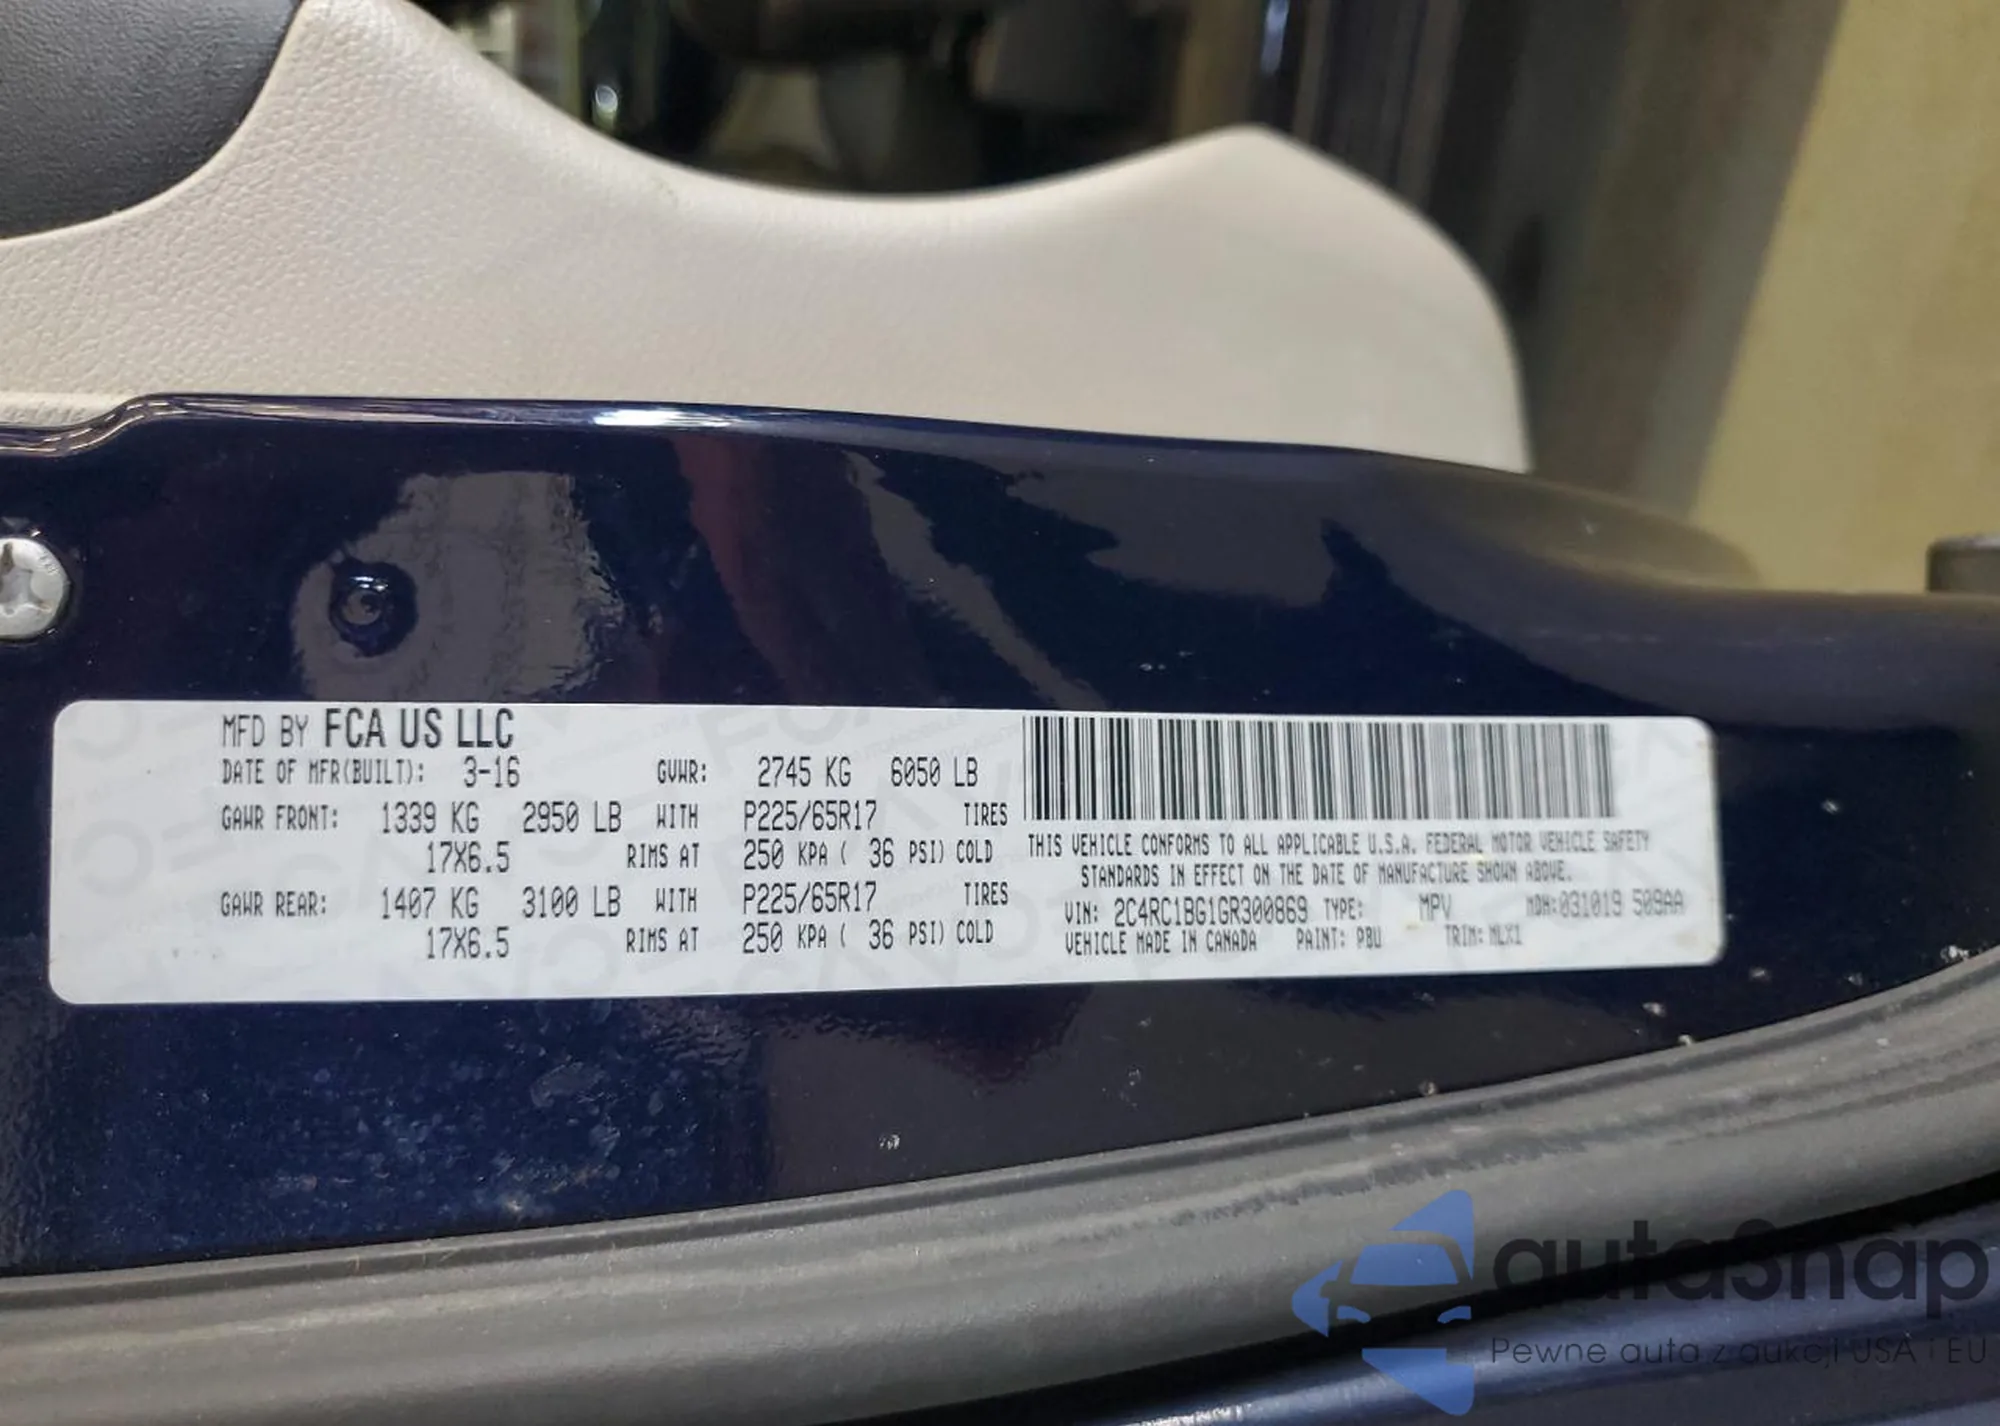 MFD BY FCA US LLC
DATE OF MFR(BUILT): 3-16 GVWR: 2745 KG 6050 LB
GAWR FRONT: 1339 KG 2950 LB WITH P225/65R17 TIRES
17X6.5 RIMS AT 250 KPA ( 36 PSI) COLD
GAWR REAR: 1407 KG 3100 LB WITH P225/65R17 TIRES
17X6.5 RIMS AT 250 KPA ( 36 PSI) COLD
THIS VEHICLE CONFORMS TO ALL APPLICABLE U.S.A. FEDERAL MOTOR VEHICLE SAFETY
STANDARDS IN EFFECT ON THE DATE OF MANUFACTURE SHOWN ABOVE.
VIN: 2C4RC1BG1GR300869 TYPE: MPV MDH:031019 509AA
VEHICLE MADE IN CANADA PAINT: PBU TRIM: MLX1
autaSnap
Pewne auta z aukcji USA i EU